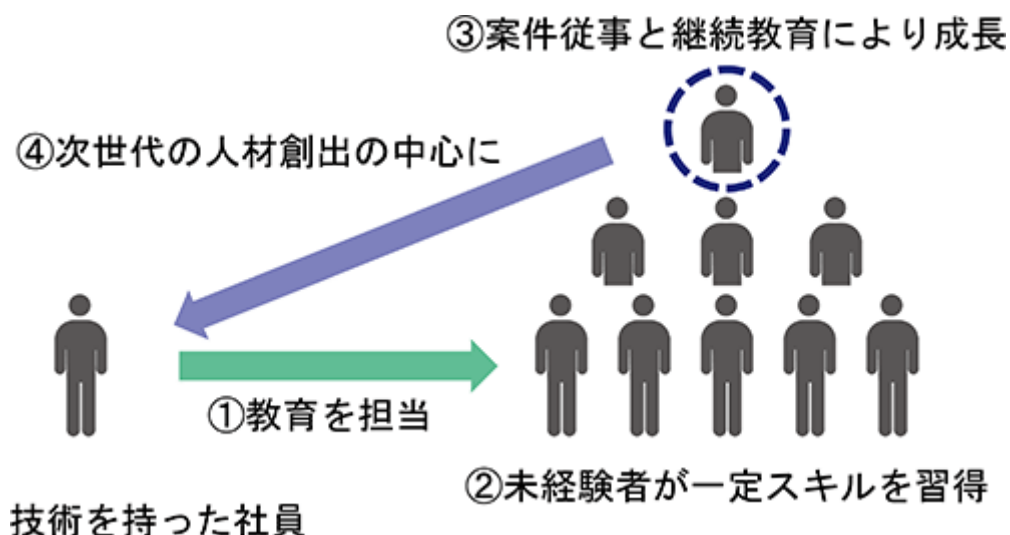 ③案件従事と継続教育により成長
④次世代の人材創出の中心に
①教育を担当
②未経験者が一定スキルを習得
技術を持った社員